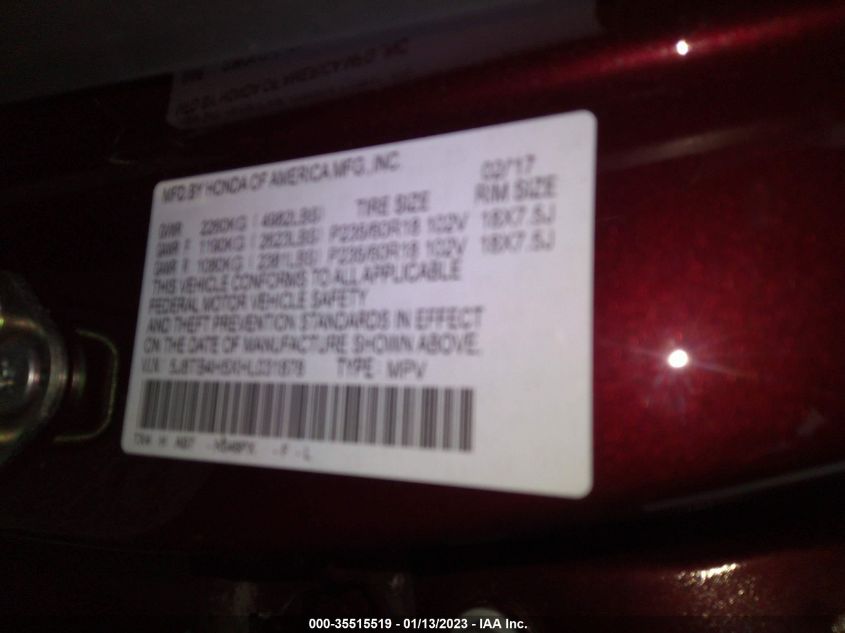 MFD. BY HONDA OF AMERICA MFG., INC. 02/17
GVWR 2260KG ( 4982LBS) TIRE SIZE RIM SIZE
GAWR F 1190KG ( 2623LBS) P235/60R18 102V 18X7.5J
GAWR R 1080KG ( 2381LBS) P235/60R18 102V 18X7.5J
THIS VEHICLE CONFORMS TO ALL APPLICABLE
FEDERAL MOTOR VEHICLE SAFETY
AND THEFT PREVENTION STANDARDS IN EFFECT
ON THE DATE OF MANUFACTURE SHOWN ABOVE.
V.I.N.: TYPE: MPV
-F -L
000-35515519 - 01/13/2023 - IAA Inc.